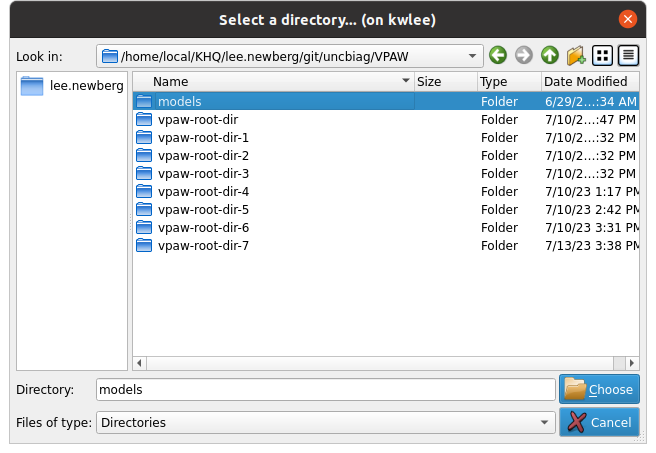 Select a directory... (on kwlee)
Look in: /home/local/KHQ/lee.newberg/git/uncbiag/VPAW
lee.newberg
Name Size Type Date Modified
models Folder 6/29/2...:34 AM
vpaw-root-dir Folder 7/10/2...:47 PM
vpaw-root-dir-1 Folder 7/10/2...:32 PM
vpaw-root-dir-2 Folder 7/10/2...:32 PM
vpaw-root-dir-3 Folder 7/10/2...:32 PM
vpaw-root-dir-4 Folder 7/10/23 1:17 PM
vpaw-root-dir-5 Folder 7/10/23 2:42 PM
vpaw-root-dir-6 Folder 7/10/23 3:31 PM
vpaw-root-dir-7 Folder 7/13/23 3:38 PM
Directory: models Choose
Files of type: Directories Cancel